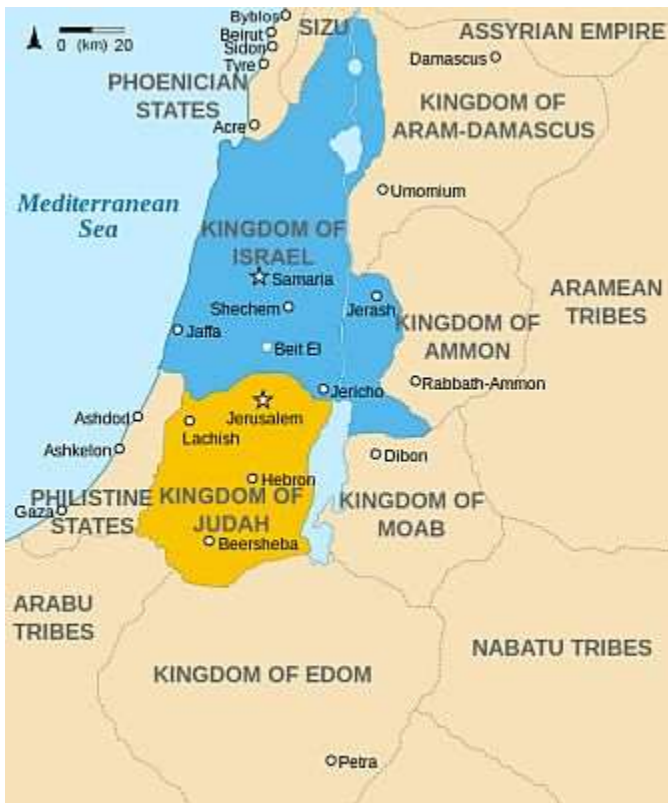 Byblos
Beirut
Sidon
Tyre
SIZU
ASSYRIAN EMPIRE
Damascus
0 (km) 20
PHOENICIAN
STATES
KINGDOM OF
ARAM-DAMASCUS
Acre
Umomium
Mediterranean
Sea
KINGDOM OF
ISRAEL
Samaria
Shechem
Jerash
ARAMEAN
TRIBES
Jaffa
KINGDOM OF
AMMON
Beit El
Jericho
Rabbath-Ammon
Ashdod
Jerusalem
Lachish
Ashkelon
Dibon
Hebron
PHILISTINE
STATES
Gaza
KINGDOM OF
JUDAH
KINGDOM OF
MOAB
Beersheba
ARABU
TRIBES
NABATU TRIBES
KINGDOM OF EDOM
Petra